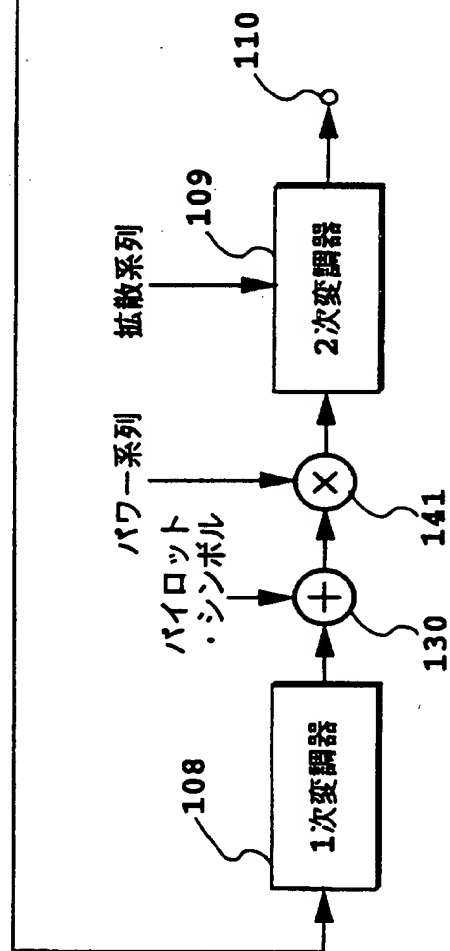 108
1次変調器
パイロット
・シンボル
+
130
パワー系列
×
141
拡散系列
109
2次変調器
110